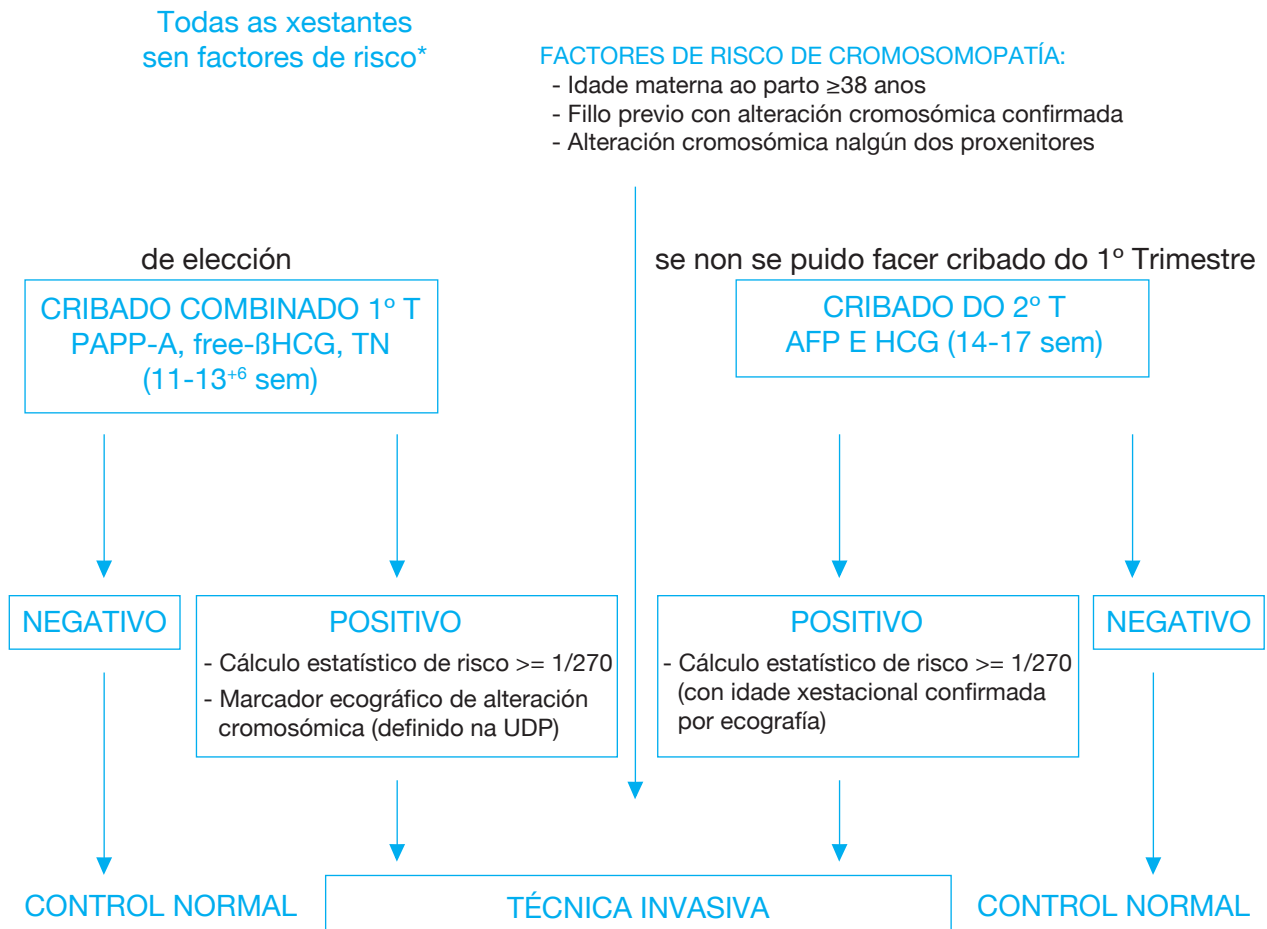 Todas as xestantes
sen factores de risco*
FACTORES DE RISCO DE CROMOSOMOPATÍA:
- Idade materna ao parto ≥38 anos
- Fillo previo con alteración cromosómica confirmada
- Alteración cromosómica nalgún dos proxenitores
de elección
CRIBADO COMBINADO 1º T
PAPP-A, free-ßHCG, TN
(11-13+6 sem)
se non se puido facer cribado do 1º Trimestre
CRIBADO DO 2º T
AFP E HCG (14-17 sem)
NEGATIVO
POSITIVO
- Cálculo estatístico de risco >= 1/270
- Marcador ecográfico de alteración
cromosómica (definido na UDP)
POSITIVO
- Cálculo estatístico de risco >= 1/270
(con idade xestacional confirmada
por ecografía)
NEGATIVO
CONTROL NORMAL
TÉCNICA INVASIVA
CONTROL NORMAL